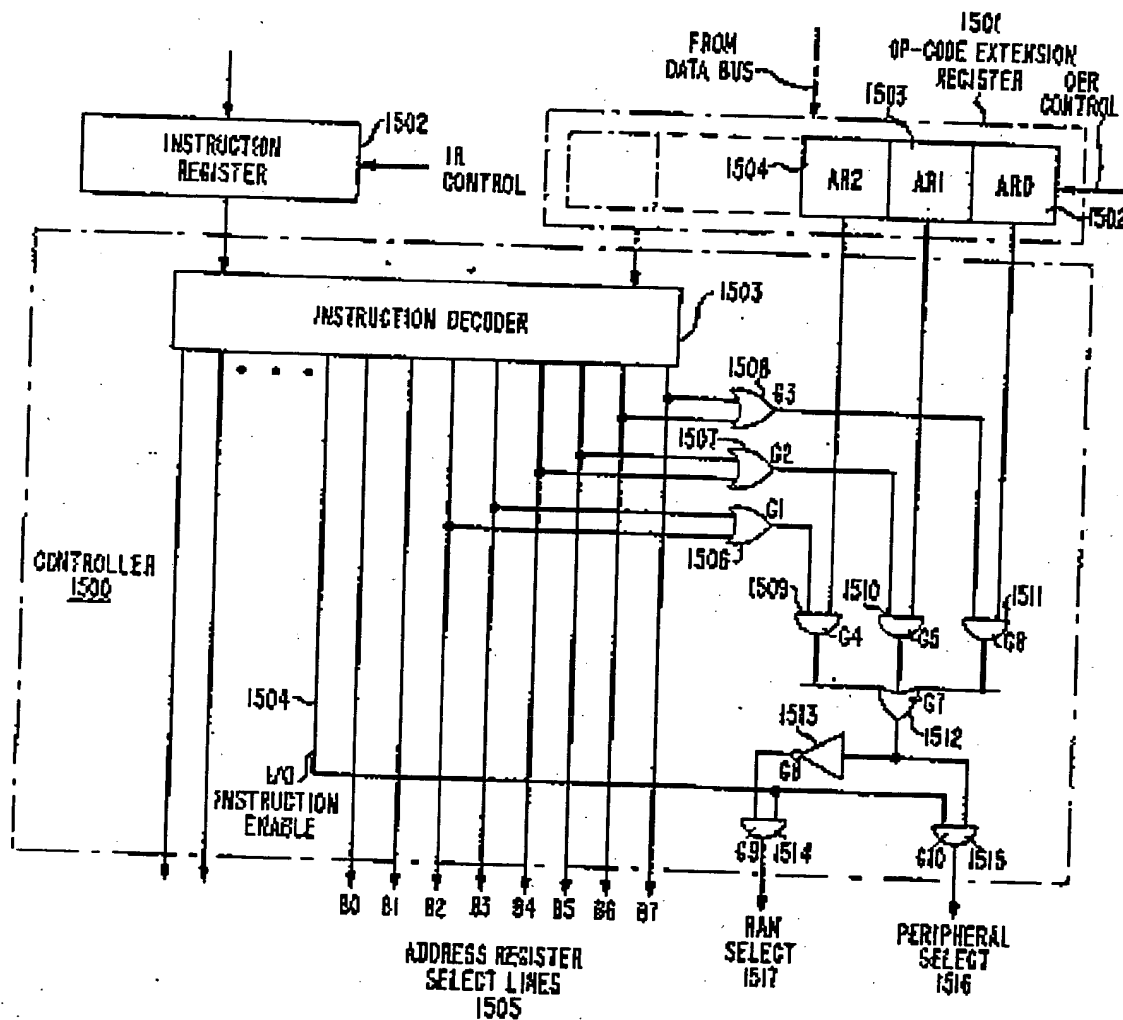 1501
OP-CODE EXTENSION
REGISTER
FROM
DATA BUS
OER
CONTROL
1503
1502
INSTRUCTION
REGISTER
IR
CONTROL
1504
AR2
AR1
AR0
1502
INSTRUCTION DECODER
1503
1508
G3
1507
G2
G1
1506
CONTROLLER
1500
1509
G4
1510
G5
1511
G6
G7
1512
1504
1513
G8
I/O
INSTRUCTION
ENABLE
G9
1514
G10
1515
B0
B1
B2
B3
B4
B5
B6
B7
RAM
SELECT
1517
PERIPHERAL
SELECT
1516
ADDRESS REGISTER
SELECT LINES
1505